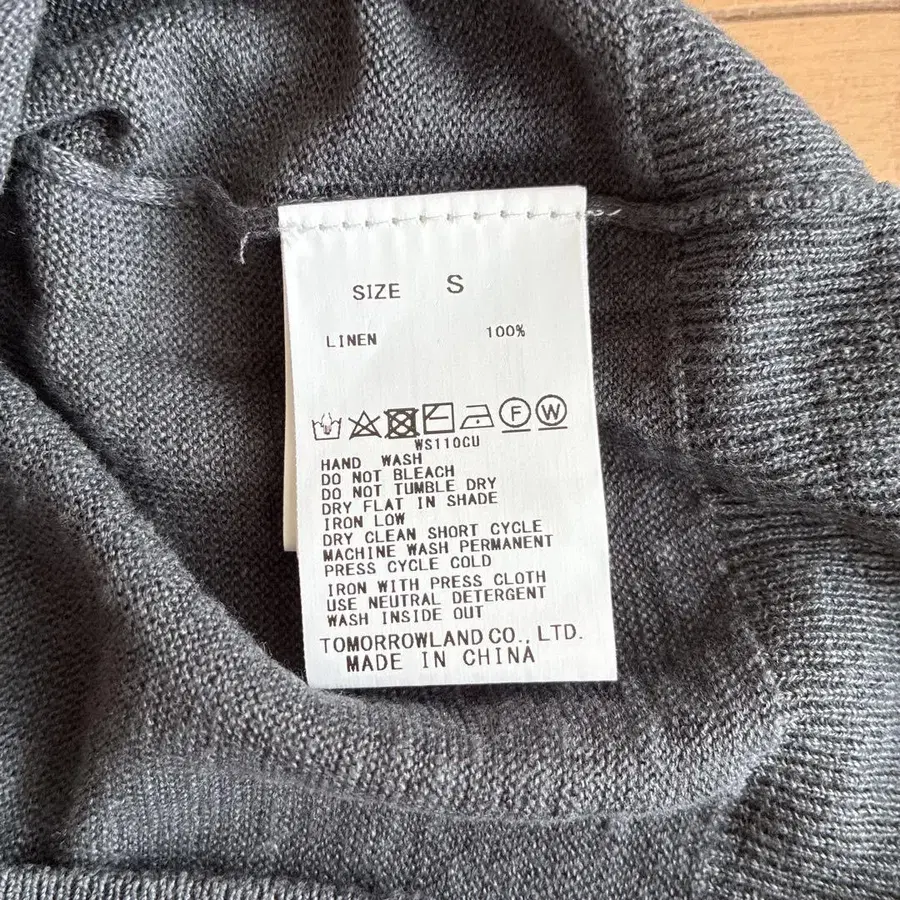 SIZE S
LINEN 100%
F W
WS110GU
HAND WASH
DO NOT BLEACH
DO NOT TUMBLE DRY
DRY FLAT IN SHADE
IRON LOW
DRY CLEAN SHORT CYCLE
MACHINE WASH PERMANENT
PRESS CYCLE COLD
IRON WITH PRESS CLOTH
USE NEUTRAL DETERGENT
WASH INSIDE OUT
TOMORROWLAND CO., LTD.
MADE IN CHINA